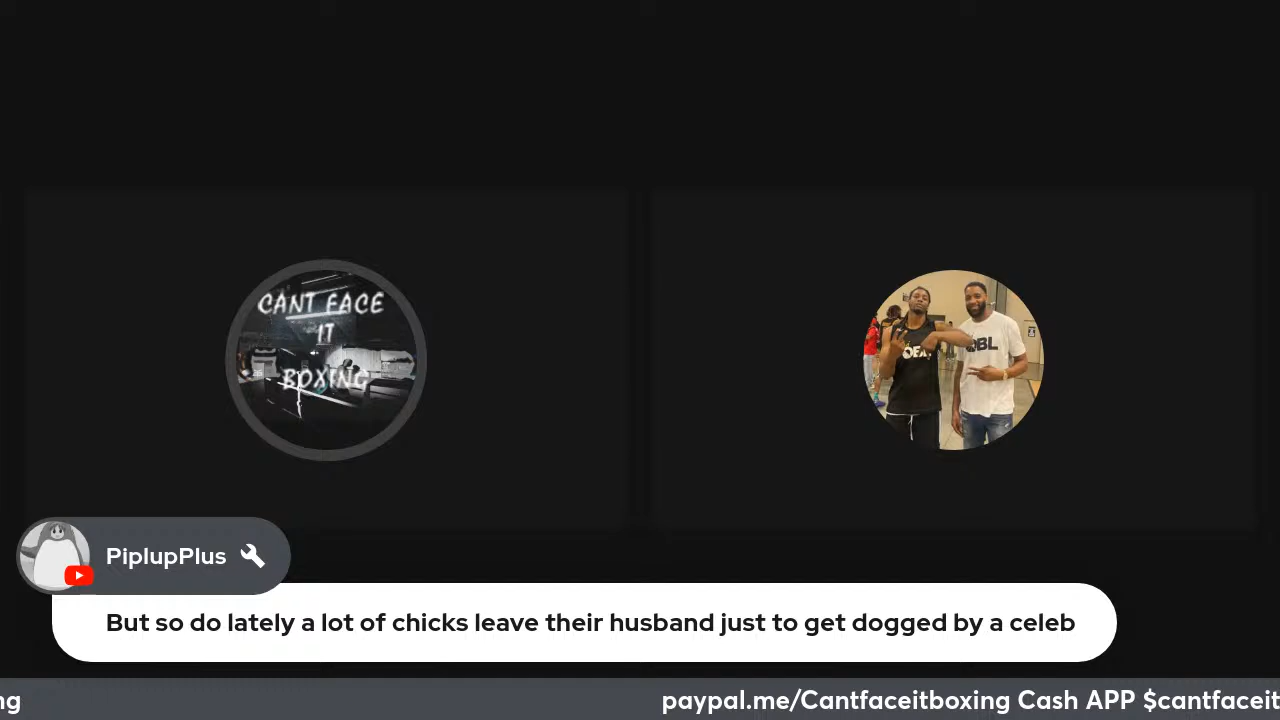 CANT FACE
IT
BOXING
QBL
PiplupPlus
But so do lately a lot of chicks leave their husband just to get dogged by a celeb
ng
paypal.me/Cantfaceitboxing Cash APP $cantfaceit